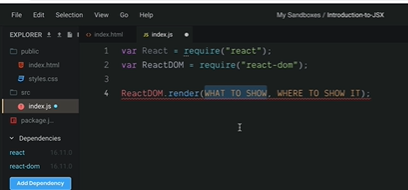 File Edit Selection View Go Help
My Sandboxes / Introduction-to-JSX
EXPLORER
index.html
index.js
public
index.html
styles.css
src
index.js
package.j...
Dependencies
react 16.11.0
react-dom 16.11.0
Add Dependency
1 var React = require("react");
2 var ReactDOM = require("react-dom");
3
4 ReactDOM.render(WHAT TO SHOW, WHERE TO SHOW IT);